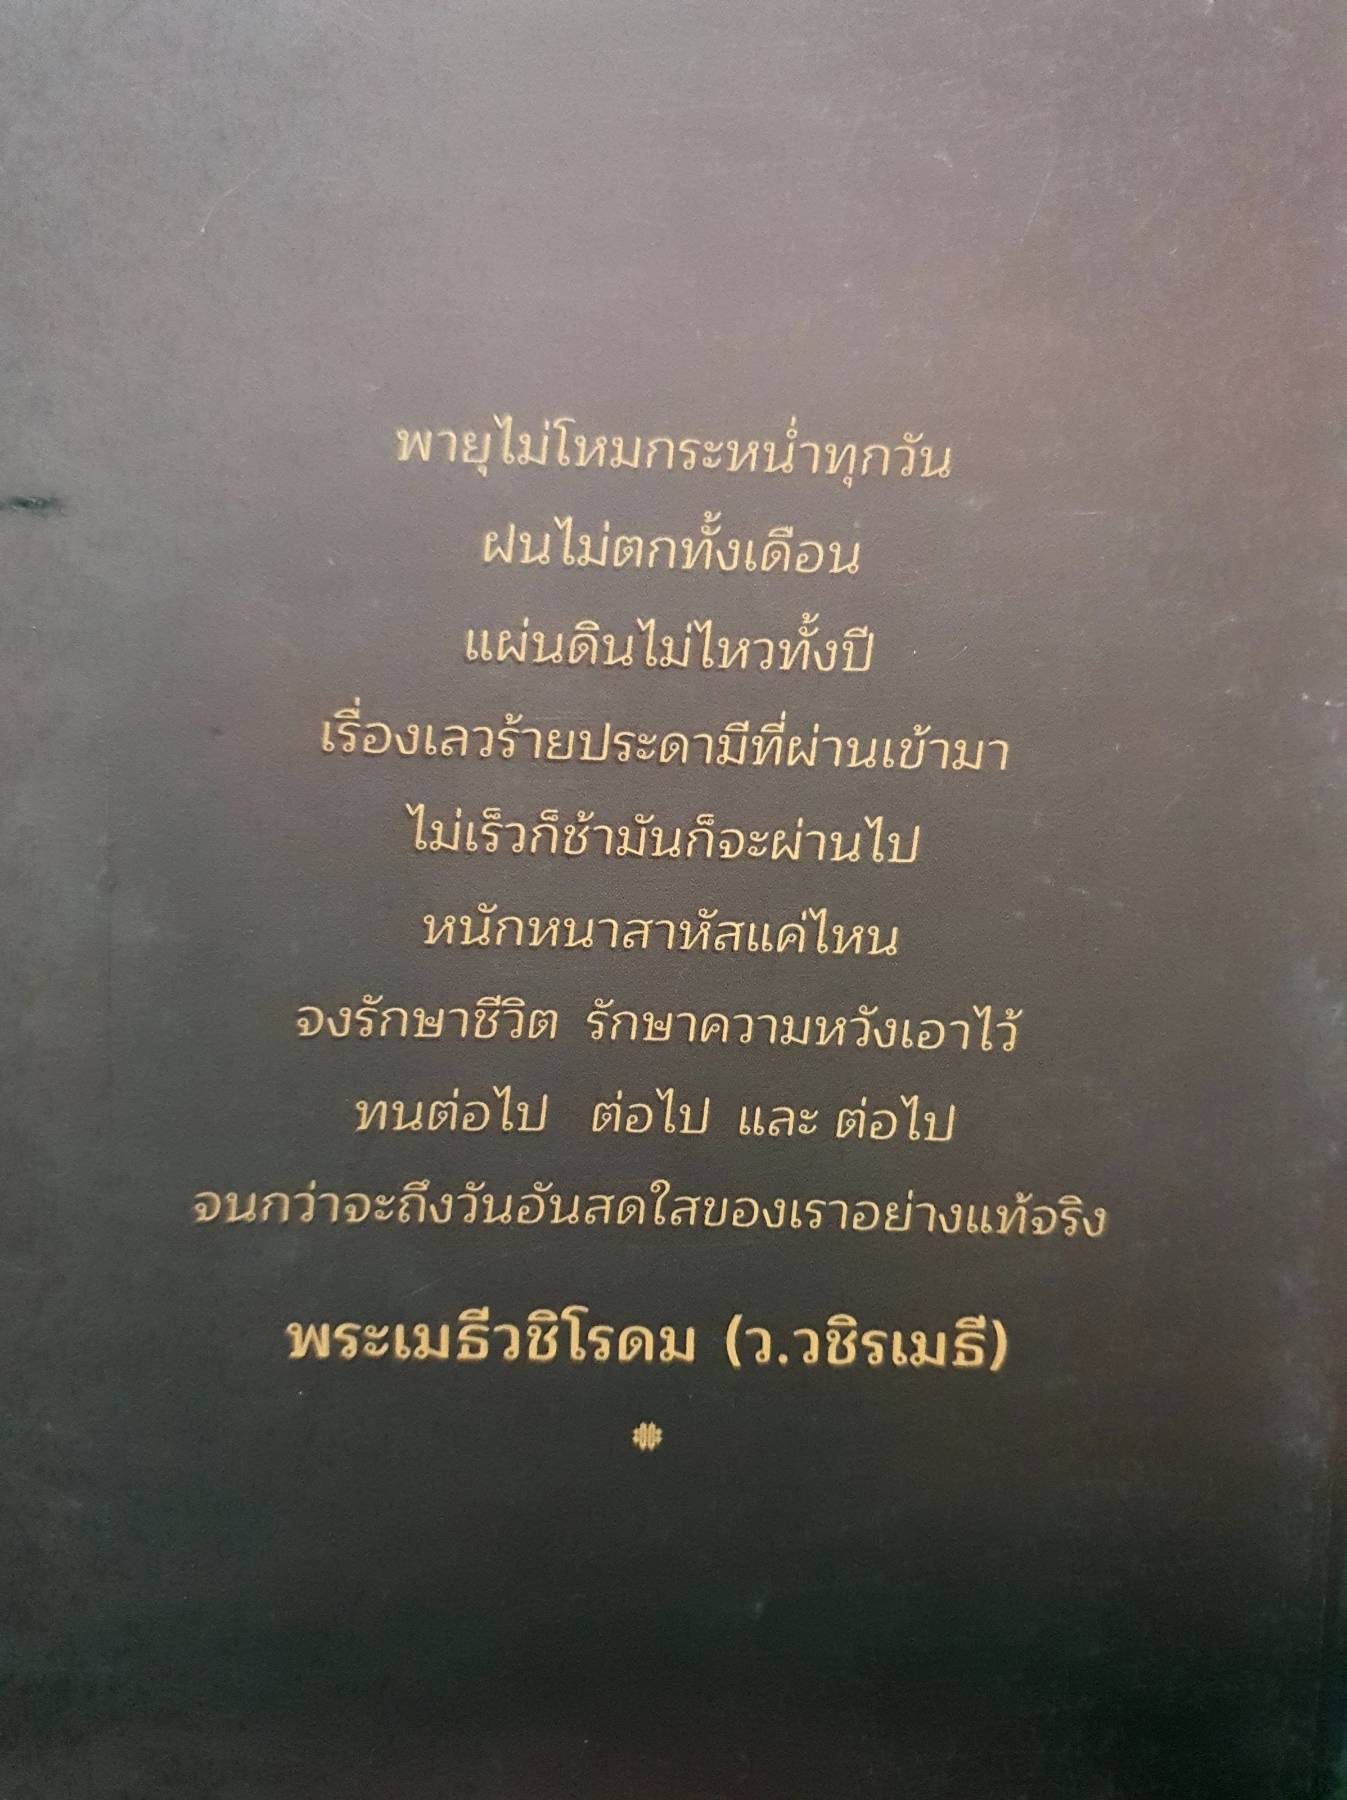 พายุไม่โหมกระหน่ำทุกวัน
ฝนไม่ตกทั้งเดือน
แผ่นดินไม่ไหวทั้งปี
เรื่องเลวร้ายประดามีที่ผ่านเข้ามา
ไม่เร็วก็ช้ามันก็จะผ่านไป
หนักหนาสาหัสแค่ไหน
จงรักษาชีวิต รักษาความหวังเอาไว้
ทนต่อไป ต่อไป และ ต่อไป
จนกว่าจะถึงวันอันสดใสของเราอย่างแท้จริง
พระเมธีวชิโรดม (ว.วชิรเมธี)